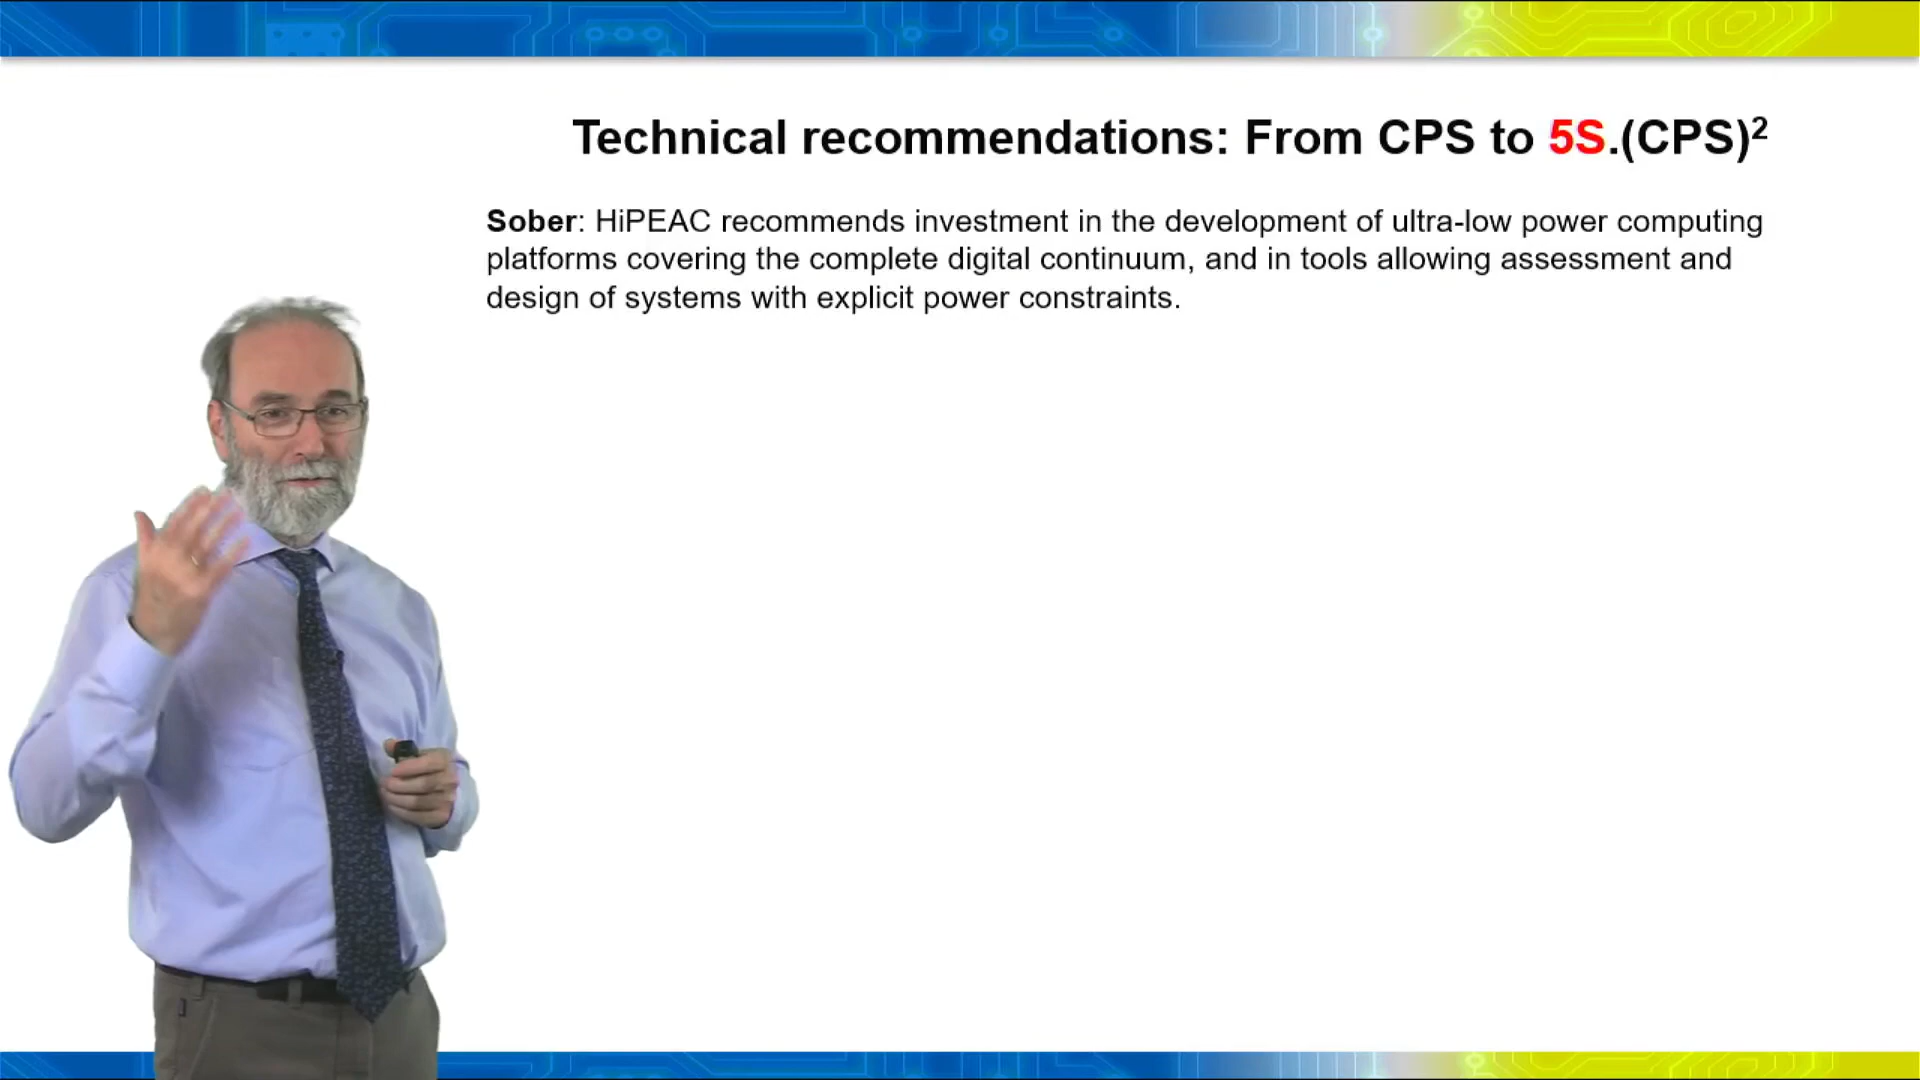 Technical recommendations: From CPS to 5S.(CPS)²
Sober: HiPEAC recommends investment in the development of ultra-low power computing
platforms covering the complete digital continuum, and in tools allowing assessment and
design of systems with explicit power constraints.